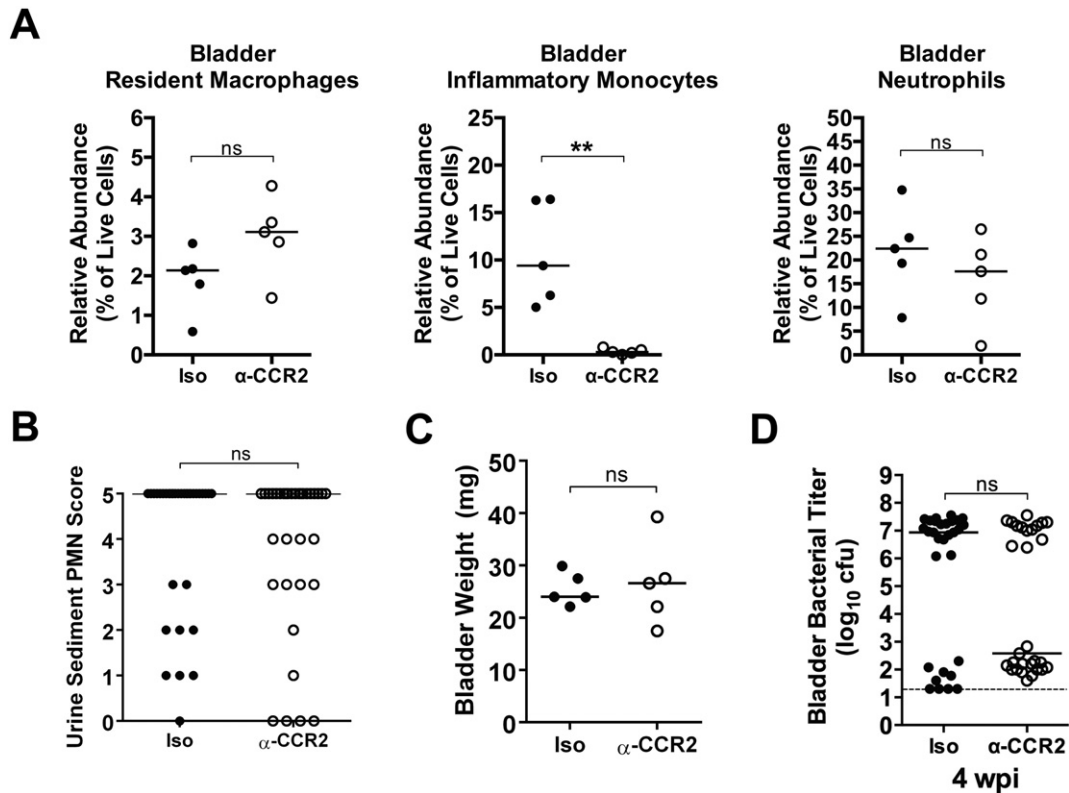 A
Bladder
Resident Macrophages
Relative Abundance
(% of Live Cells)
6
5
4
3
2
1
0
ns
Iso
α-CCR2
Bladder
Inflammatory Monocytes
Relative Abundance
(% of Live Cells)
25
20
15
10
5
0
**
Iso
α-CCR2
Bladder
Neutrophils
Relative Abundance
(% of Live Cells)
50
45
40
35
30
25
20
15
10
5
0
ns
Iso
α-CCR2
B
Urine Sediment PMN Score
5
4
3
2
1
0
ns
Iso
α-CCR2
C
Bladder Weight (mg)
50
40
30
20
10
0
ns
Iso
α-CCR2
D
Bladder Bacterial Titer
(log10 cfu)
9
8
7
6
5
4
3
2
1
0
ns
Iso
α-CCR2
4 wpi